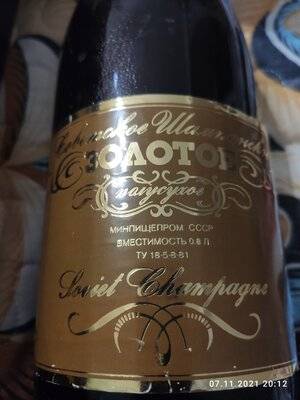 Советское Шампанское
ЗОЛОТОЕ
полусухое
МИНПИЩЕПРОМ СССР
ВМЕСТИМОСТЬ 0.8 Л
ТУ 18-5-8-81
Soviet Champagne
07.11.2021 20:12